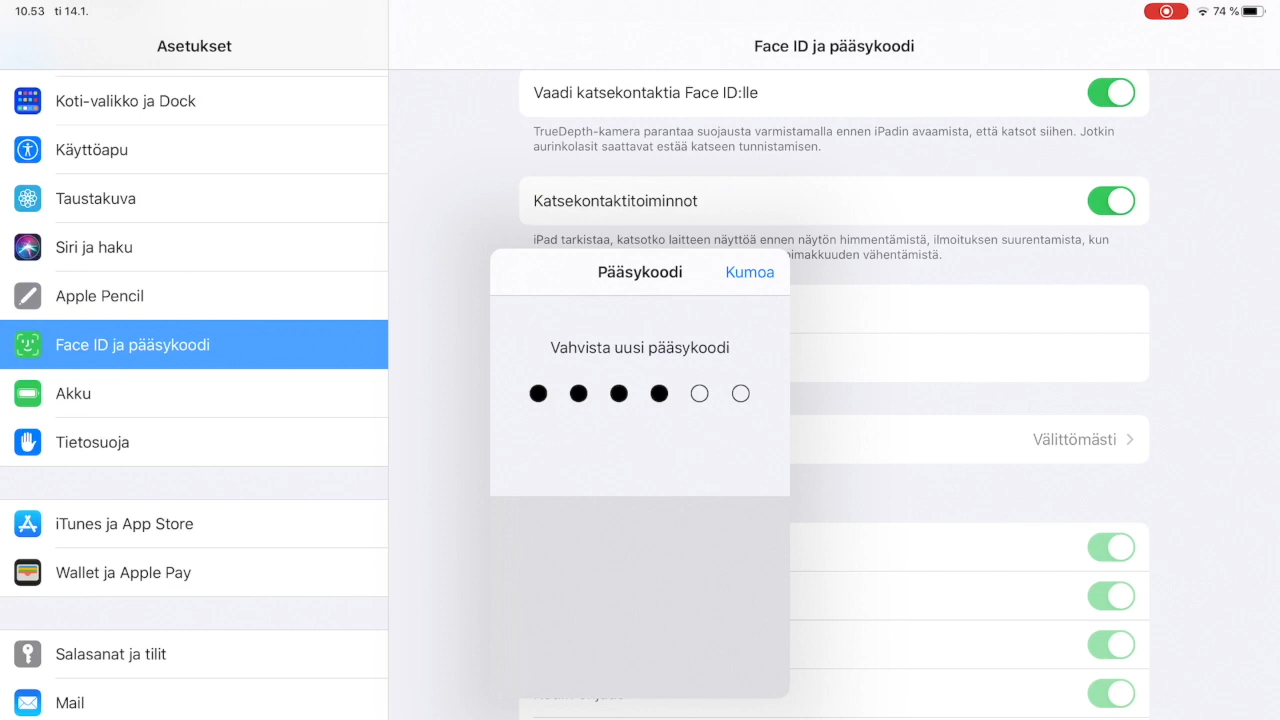 10.53 ti 14.1.
74 %
Asetukset
Koti-valikko ja Dock
Käyttöapu
Taustakuva
Siri ja haku
Apple Pencil
Face ID ja pääsykoodi
Akku
Tietosuoja
iTunes ja App Store
Wallet ja Apple Pay
Salasanat ja tilit
Mail
Face ID ja pääsykoodi
Vaadi katsekontaktia Face ID:lle
TrueDepth-kamera parantaa suojausta varmistamalla ennen iPadin avaamista, että katsot siihen. Jotkin
aurinkolasit saattavat estää katseen tunnistamisen.
Katsekontaktitoiminnot
iPad tarkistaa, katsotko laitteen näyttöä ennen näytön himmentämistä, ilmoituksen suurentamista, kun
vähentämistä.
Pääsykoodi
Kumoa
Vahvista uusi pääsykoodi
Välittömästi